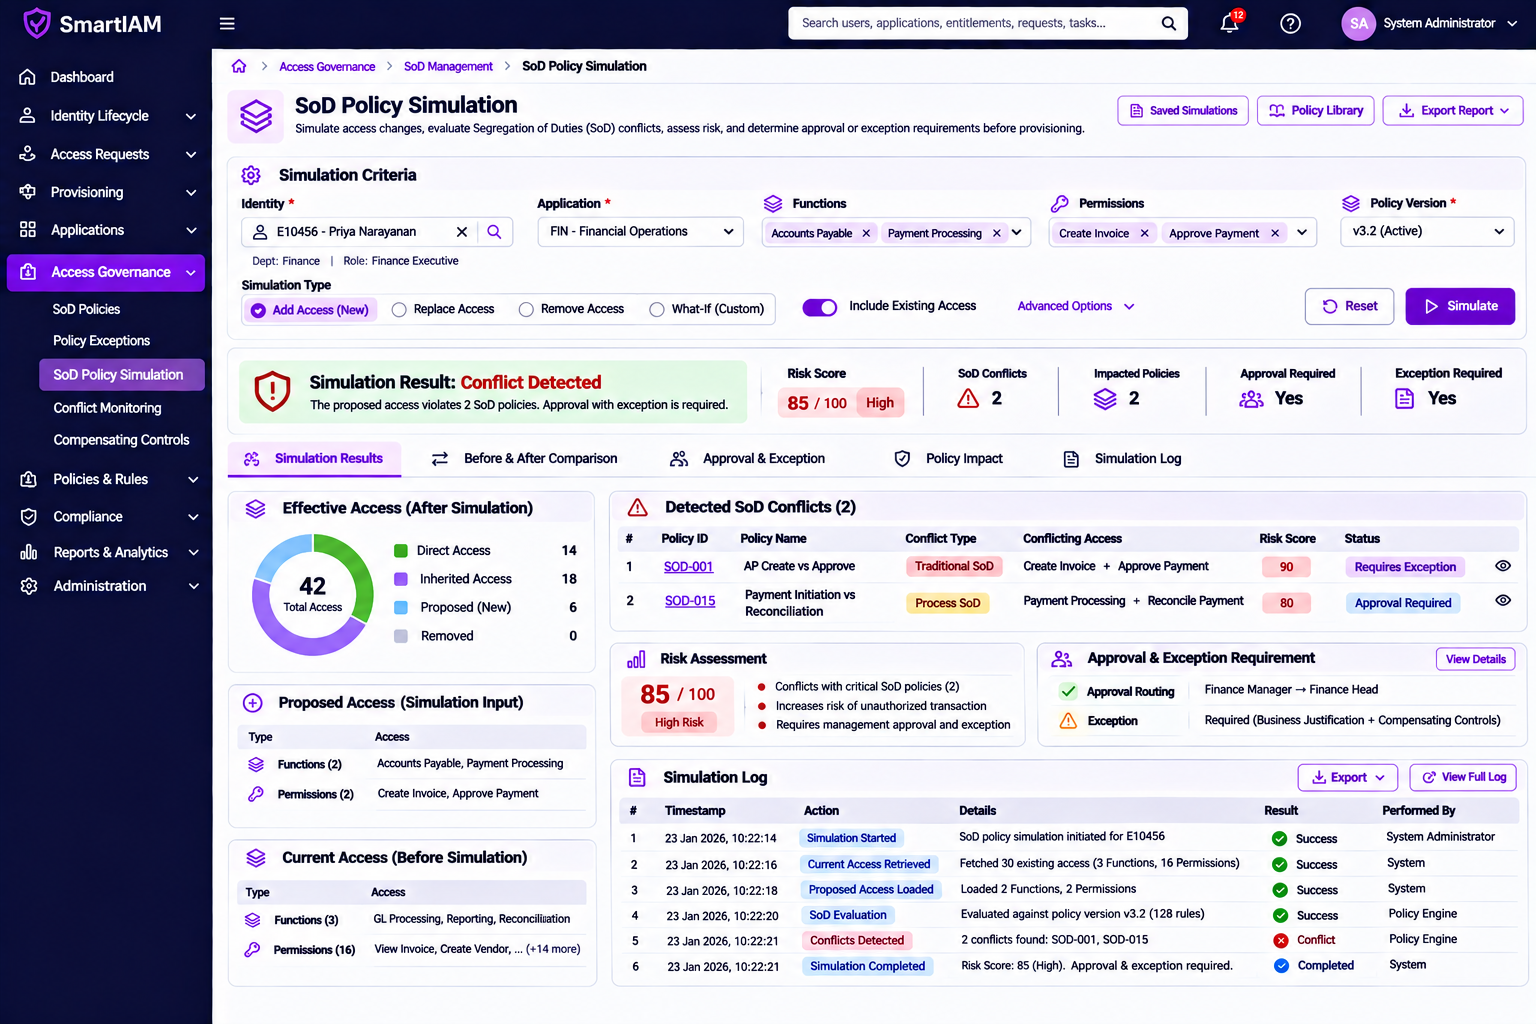 SmartIAM
Search users, applications, entitlements, requests, tasks...
12
SA
System Administrator
Dashboard
Identity Lifecycle
Access Requests
Provisioning
Applications
Access Governance
SoD Policies
Policy Exceptions
SoD Policy Simulation
Conflict Monitoring
Compensating Controls
Policies & Rules
Compliance
Reports & Analytics
Administration
Access Governance > SoD Management > SoD Policy Simulation
SoD Policy Simulation
Simulate access changes, evaluate Segregation of Duties (SoD) conflicts, assess risk, and determine approval or exception requirements before provisioning.
Saved Simulations
Policy Library
Export Report
Simulation Criteria
Identity *
E10456 - Priya Narayanan
Dept: Finance | Role: Finance Executive
Application *
FIN - Financial Operations
Functions
Accounts Payable ×
Payment Processing ×
Permissions
Create Invoice ×
Approve Payment ×
Policy Version *
v3.2 (Active)
Simulation Type
Add Access (New)
Replace Access
Remove Access
What-If (Custom)
Include Existing Access
Advanced Options
Reset
Simulate
Simulation Result: Conflict Detected
The proposed access violates 2 SoD policies. Approval with exception is required.
Risk Score
85 / 100 High
SoD Conflicts
2
Impacted Policies
2
Approval Required
Yes
Exception Required
Yes
Simulation Results
Before & After Comparison
Approval & Exception
Policy Impact
Simulation Log
Effective Access (After Simulation)
42
Total Access
Direct Access 14
Inherited Access 18
Proposed (New) 6
Removed 0
Proposed Access (Simulation Input)
Type Access
Functions (2) Accounts Payable, Payment Processing
Permissions (2) Create Invoice, Approve Payment
Current Access (Before Simulation)
Type Access
Functions (3) GL Processing, Reporting, Reconciliation
Permissions (16) View Invoice, Create Vendor, ... (+14 more)
Detected SoD Conflicts (2)
# Policy ID Policy Name Conflict Type Conflicting Access Risk Score Status
1 SOD-001 AP Create vs Approve Traditional SoD Create Invoice + Approve Payment 90 Requires Exception
2 SOD-015 Payment Initiation vs Reconciliation Process SoD Payment Processing + Reconcile Payment 80 Approval Required
Risk Assessment
85 / 100
High Risk
Conflicts with critical SoD policies (2)
Increases risk of unauthorized transaction
Requires management approval and exception
Approval & Exception Requirement
View Details
Approval Routing Finance Manager → Finance Head
Exception Required (Business Justification + Compensating Controls)
Simulation Log
Export
View Full Log
# Timestamp Action Details Result Performed By
1 23 Jan 2026, 10:22:14 Simulation Started SoD policy simulation initiated for E10456 Success System Administrator
2 23 Jan 2026, 10:22:16 Current Access Retrieved Fetched 30 existing access (3 Functions, 16 Permissions) Success System
3 23 Jan 2026, 10:22:18 Proposed Access Loaded Loaded 2 Functions, 2 Permissions Success System
4 23 Jan 2026, 10:22:20 SoD Evaluation Evaluated against policy version v3.2 (128 rules) Success Policy Engine
5 23 Jan 2026, 10:22:21 Conflicts Detected 2 conflicts found: SOD-001, SOD-015 Conflict Policy Engine
6 23 Jan 2026, 10:22:21 Simulation Completed Risk Score: 85 (High). Approval & exception required. Completed System